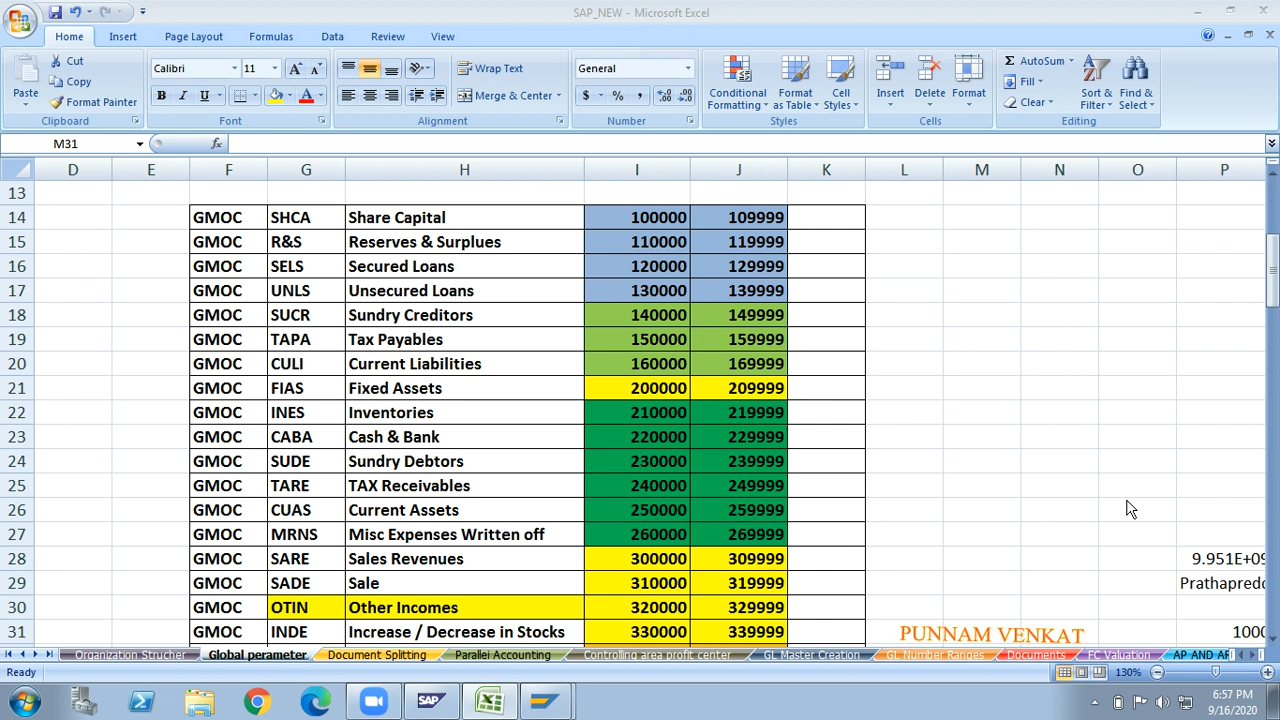 SAP_NEW - Microsoft Excel
Home Insert Page Layout Formulas Data Review View
Paste Cut Copy Format Painter
Calibri 11
B I U
Wrap Text
Merge & Center
General
$ % ,
Conditional Formatting Format as Table Cell Styles
Insert Delete Format
Σ AutoSum Fill Clear
Sort & Filter Find & Select
Clipboard Font Alignment Number Styles Cells Editing
M31 fx
D E F G H I J K L M N O P
13
14 GMOC SHCA Share Capital 100000 109999
15 GMOC R&S Reserves & Surplues 110000 119999
16 GMOC SELS Secured Loans 120000 129999
17 GMOC UNLS Unsecured Loans 130000 139999
18 GMOC SUCR Sundry Creditors 140000 149999
19 GMOC TAPA Tax Payables 150000 159999
20 GMOC CULI Current Liabilities 160000 169999
21 GMOC FIAS Fixed Assets 200000 209999
22 GMOC INES Inventories 210000 219999
23 GMOC CABA Cash & Bank 220000 229999
24 GMOC SUDE Sundry Debtors 230000 239999
25 GMOC TARE TAX Receivables 240000 249999
26 GMOC CUAS Current Assets 250000 259999
27 GMOC MRNS Misc Expenses Written off 260000 269999
28 GMOC SARE Sales Revenues 300000 309999 9.951E+09
29 GMOC SADE Sale 310000 319999 Prathapredd
30 GMOC OTIN Other Incomes 320000 329999
31 GMOC INDE Increase / Decrease in Stocks 330000 339999 1000
PUNNAM VENKAT
Organization Strucher Global perameter Document Splitting Parallel Accounting Controlling area profit center GL Master Creation GL Number Ranges Documents FC Valuation AP AND AR
Ready 130%
6:57 PM
9/16/2020